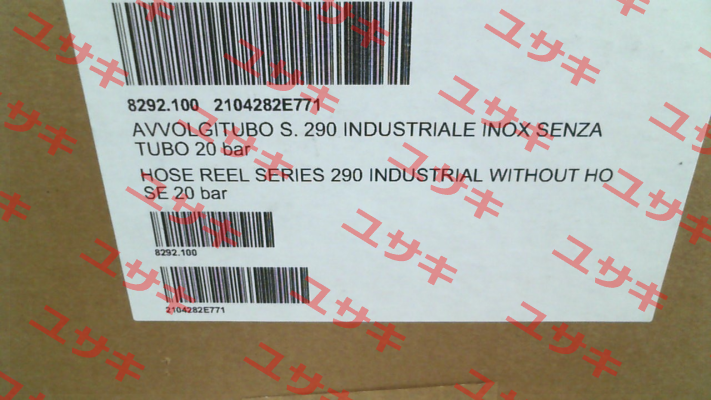 8292.100 2104282E771
AVVOLGITUBO S. 290 INDUSTRIALE INOX SENZA
TUBO 20 bar
HOSE REEL SERIES 290 INDUSTRIAL WITHOUT HO
SE 20 bar
8292.100
2104282E771
ユサキ